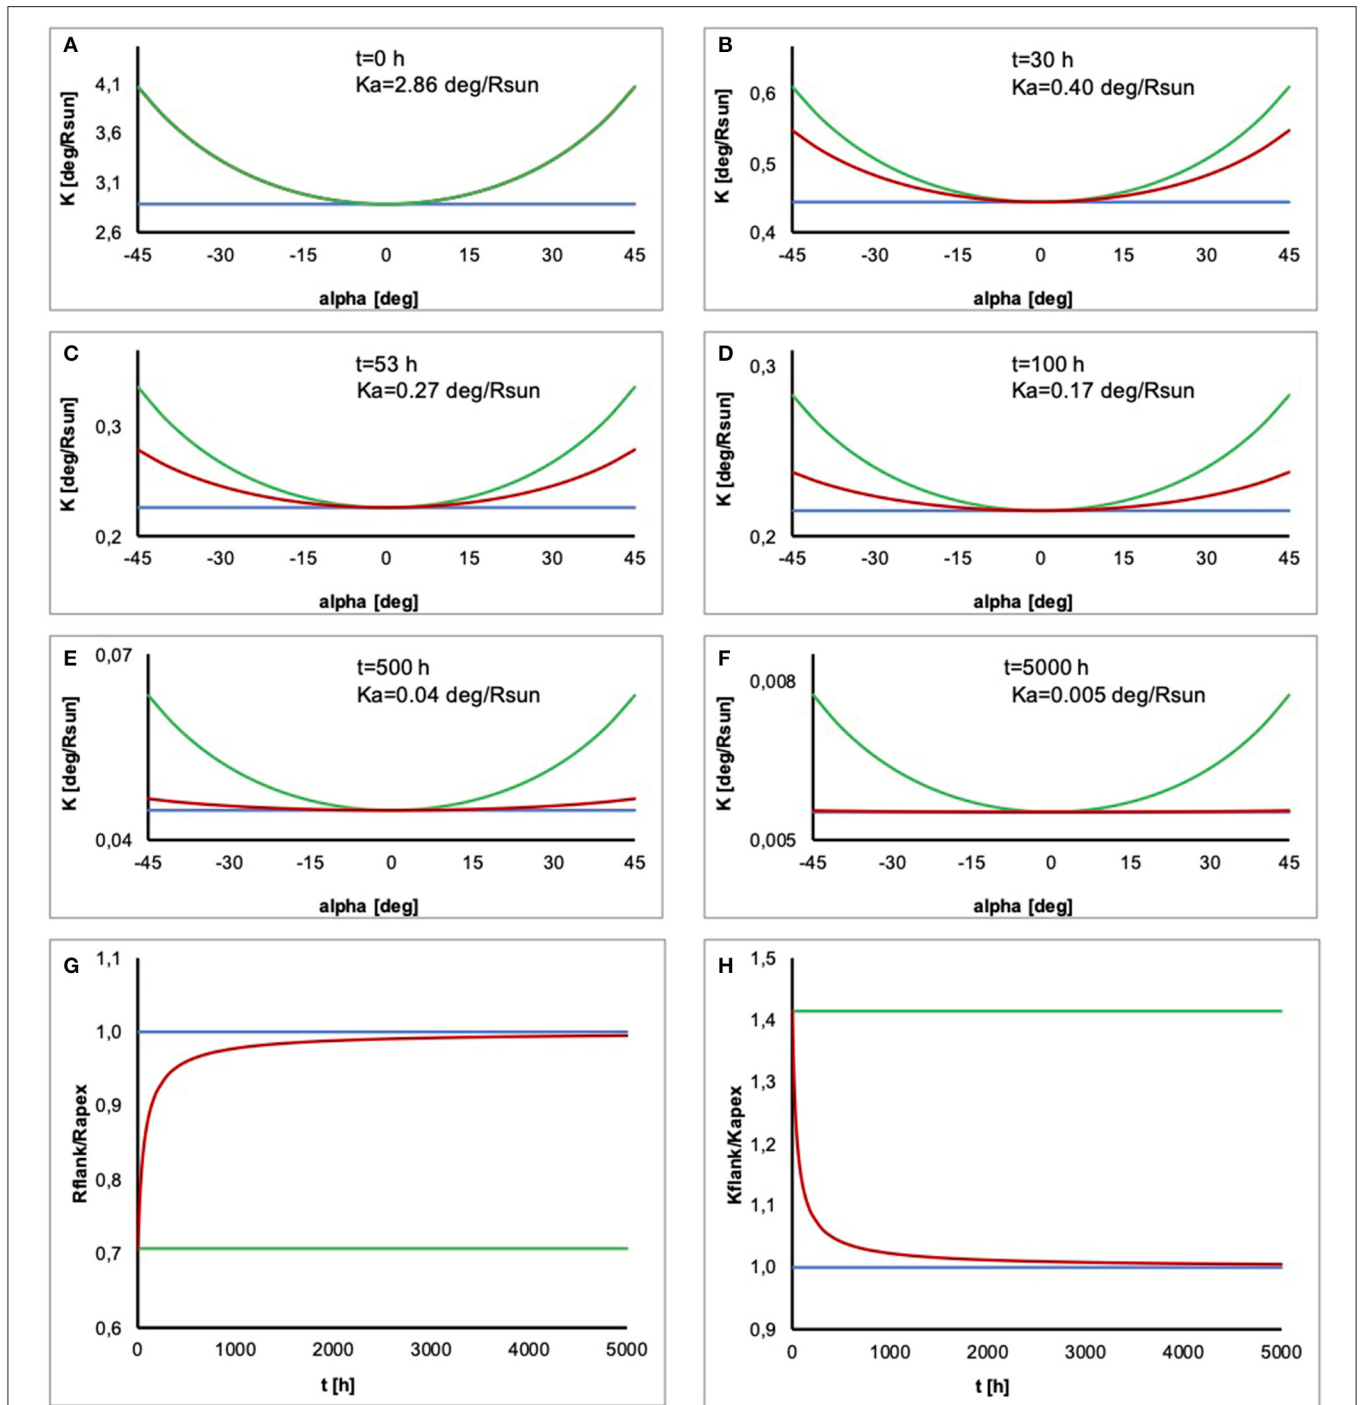 A
t=0 h
Ka=2.86 deg/Rsun
K [deg/Rsun]
4,1
3,6
3,1
2,6
-45 -30 -15 0 15 30 45
alpha [deg]
B
t=30 h
Ka=0.40 deg/Rsun
K [deg/Rsun]
0,6
0,5
0,4
-45 -30 -15 0 15 30 45
alpha [deg]
C
t=53 h
Ka=0.27 deg/Rsun
K [deg/Rsun]
0,3
0,2
-45 -30 -15 0 15 30 45
alpha [deg]
D
t=100 h
Ka=0.17 deg/Rsun
K [deg/Rsun]
0,3
0,2
-45 -30 -15 0 15 30 45
alpha [deg]
E
t=500 h
Ka=0.04 deg/Rsun
K [deg/Rsun]
0,07
0,04
-45 -30 -15 0 15 30 45
alpha [deg]
F
t=5000 h
Ka=0.005 deg/Rsun
K [deg/Rsun]
0,008
0,005
-45 -30 -15 0 15 30 45
alpha [deg]
G
Rflank/Rapex
1,1
1,0
0,9
0,8
0,7
0,6
0 1000 2000 3000 4000 5000
t [h]
H
Kflank/Kapex
1,5
1,4
1,3
1,2
1,1
1,0
0,9
0 1000 2000 3000 4000 5000
t [h]